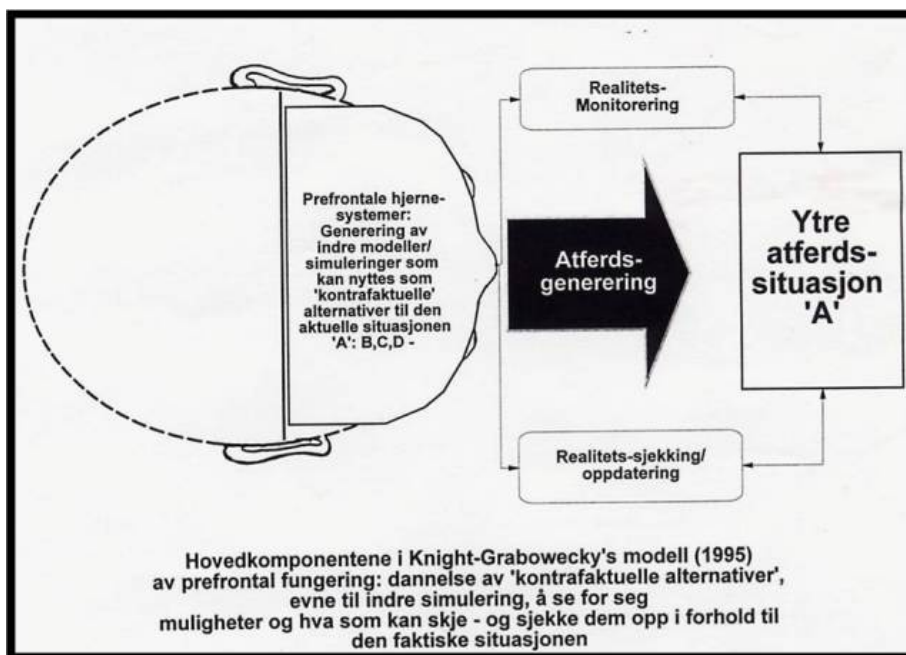 Realitets-
Monitorering
Prefrontale hjerne-
systemer:
Generering av
indre modeller/
simuleringer som
kan nyttes som
'kontrafaktuelle'
alternativer til den
aktuelle situasjonen
'A': B,C,D -
Atferds-
generering
Ytre
atferds-
situasjon
'A'
Realitets-sjekking/
oppdatering
Hovedkomponentene i Knight-Grabowecky's modell (1995)
av prefrontal fungering: dannelse av 'kontrafaktuelle alternativer',
evne til indre simulering, å se for seg
muligheter og hva som kan skje - og sjekke dem opp i forhold til
den faktiske situasjonen